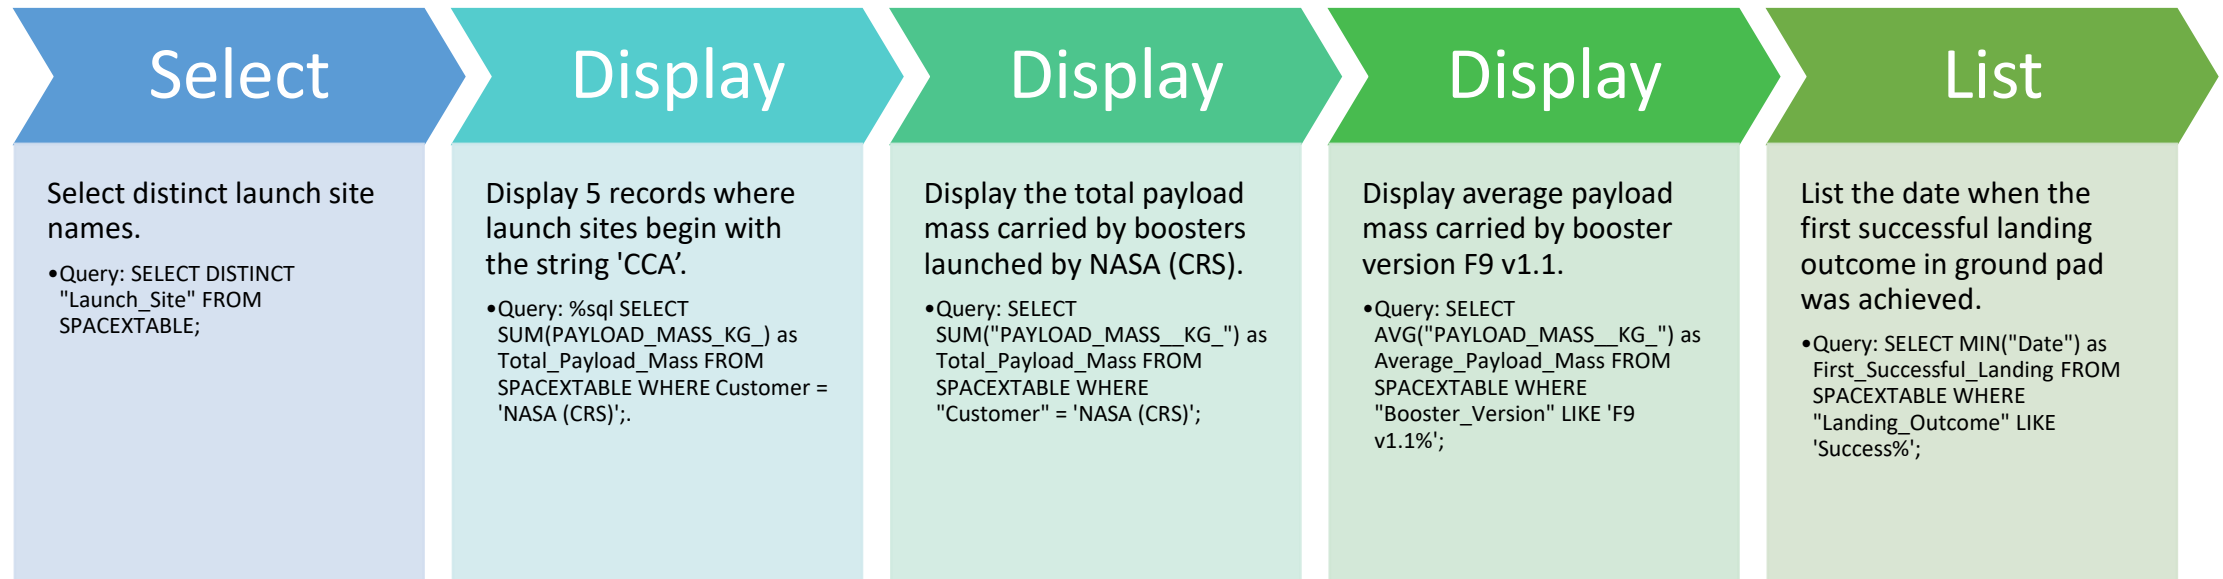 Select
Select distinct launch site
names.
•Query: SELECT DISTINCT
"Launch_Site" FROM
SPACEXTABLE;
Display
Display 5 records where
launch sites begin with
the string 'CCA’.
•Query: %sql SELECT
SUM(PAYLOAD_MASS_KG_) as
Total_Payload_Mass FROM
SPACEXTABLE WHERE Customer =
'NASA (CRS)';.
Display
Display the total payload
mass carried by boosters
launched by NASA (CRS).
•Query: SELECT
SUM("PAYLOAD_MASS__KG_") as
Total_Payload_Mass FROM
SPACEXTABLE WHERE
"Customer" = 'NASA (CRS)';
Display
Display average payload
mass carried by booster
version F9 v1.1.
•Query: SELECT
AVG("PAYLOAD_MASS__KG_") as
Average_Payload_Mass FROM
SPACEXTABLE WHERE
"Booster_Version" LIKE 'F9
v1.1%';
List
List the date when the
first successful landing
outcome in ground pad
was achieved.
•Query: SELECT MIN("Date") as
First_Successful_Landing FROM
SPACEXTABLE WHERE
"Landing_Outcome" LIKE
'Success%';